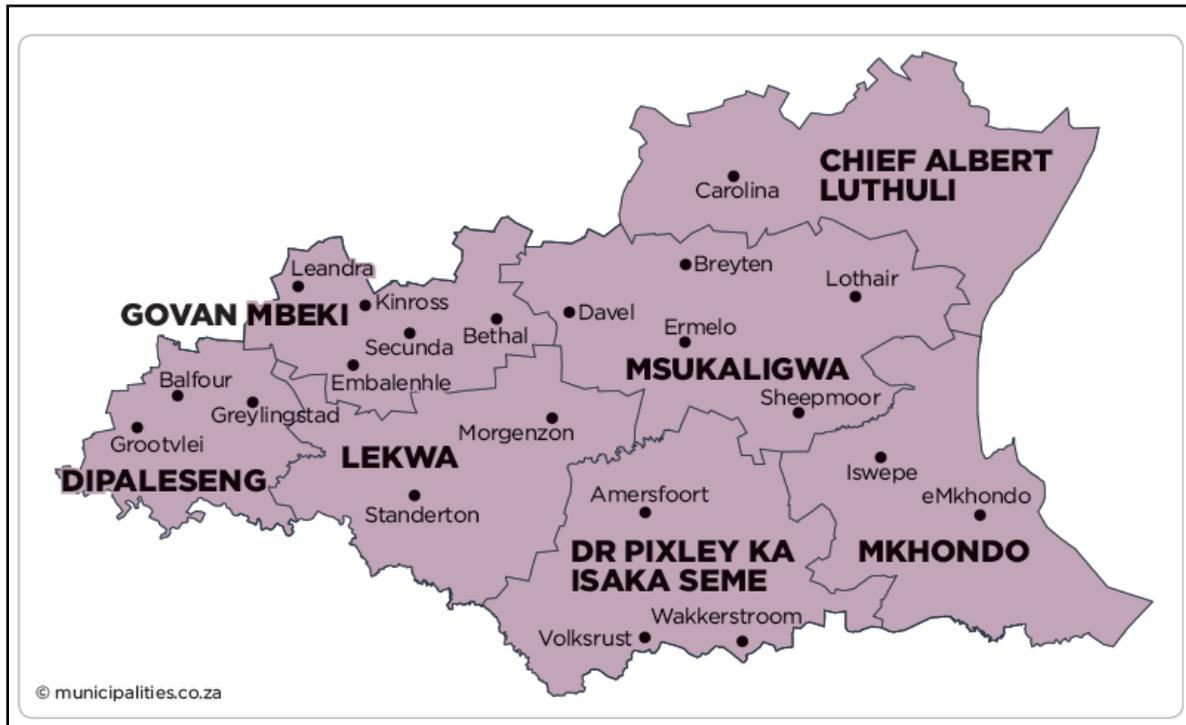 CHIEF ALBERT
LUTHULI
Carolina
Breyten
Lothair
Leandra
GOVAN MBEKI
Kinross
Davel
Secunda
Bethal
Ermelo
MSUKALIGWA
Embalenhle
Balfour
Sheepmoor
Greylingstad
Grootvlei
Morgenzon
LEKWA
DIPALESENG
Iswepe
Amersfoort
eMkhondo
Standerton
DR PIXLEY KA
ISAKA SEME
MKHONDO
Wakkerstroom
Volksrust
© municipalities.co.za